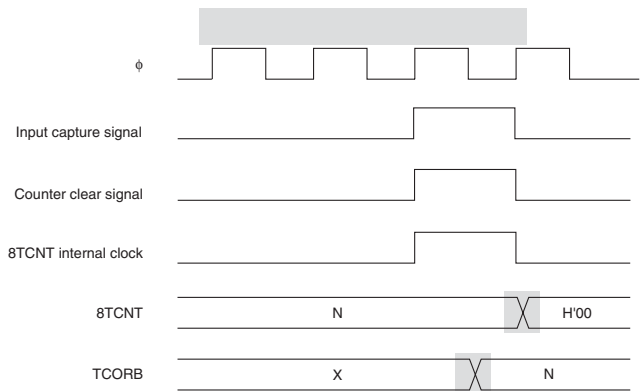 φ
Input capture signal
Counter clear signal
8TCNT internal clock
8TCNT N H'00
TCORB X N